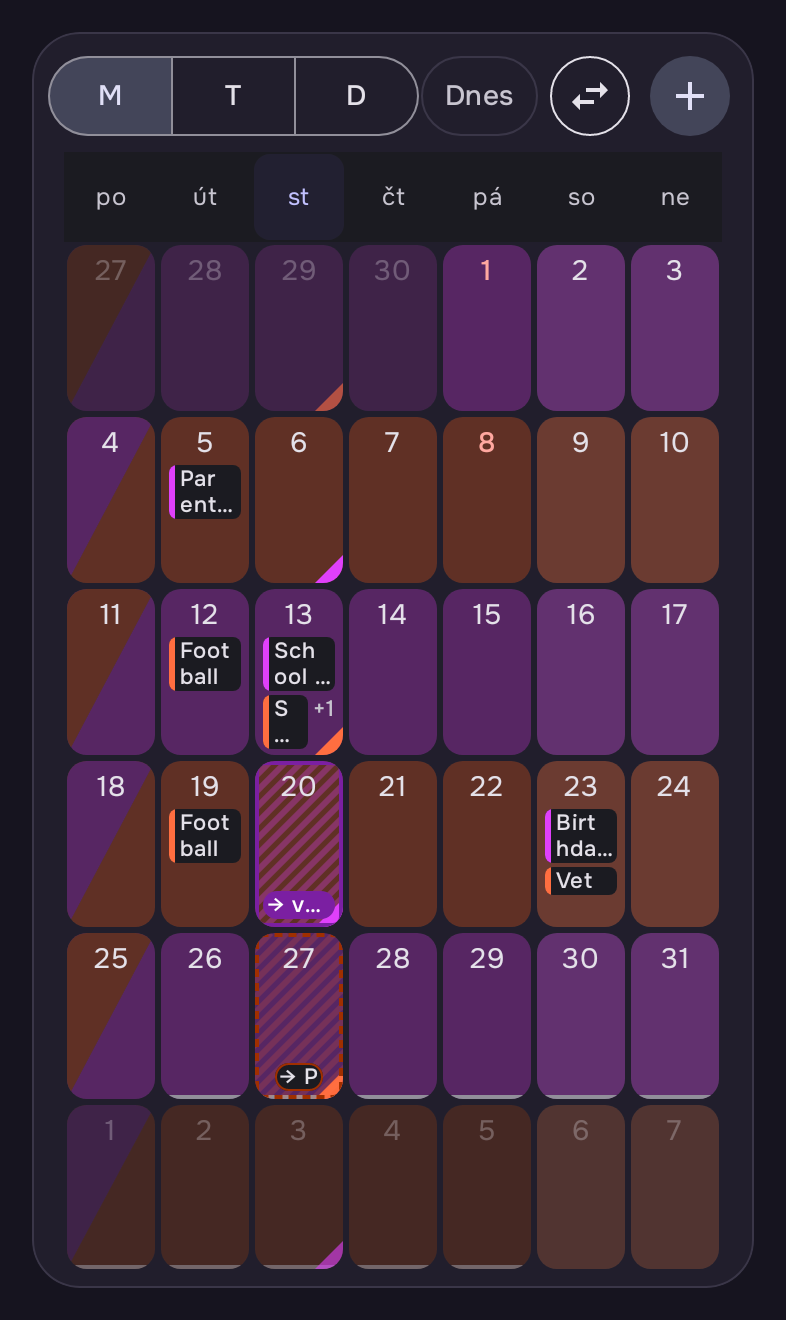 M T D Dnes
po út st čt pá so ne
27 28 29 30 1 2 3
4 5 6 7 8 9 10
Par
ent...
11 12 13 14 15 16 17
Foot
ball
Sch
ool ...
S
...
+1
18 19 20 21 22 23 24
Foot
ball
→ v...
Birt
hda...
Vet
25 26 27 28 29 30 31
→ P
1 2 3 4 5 6 7